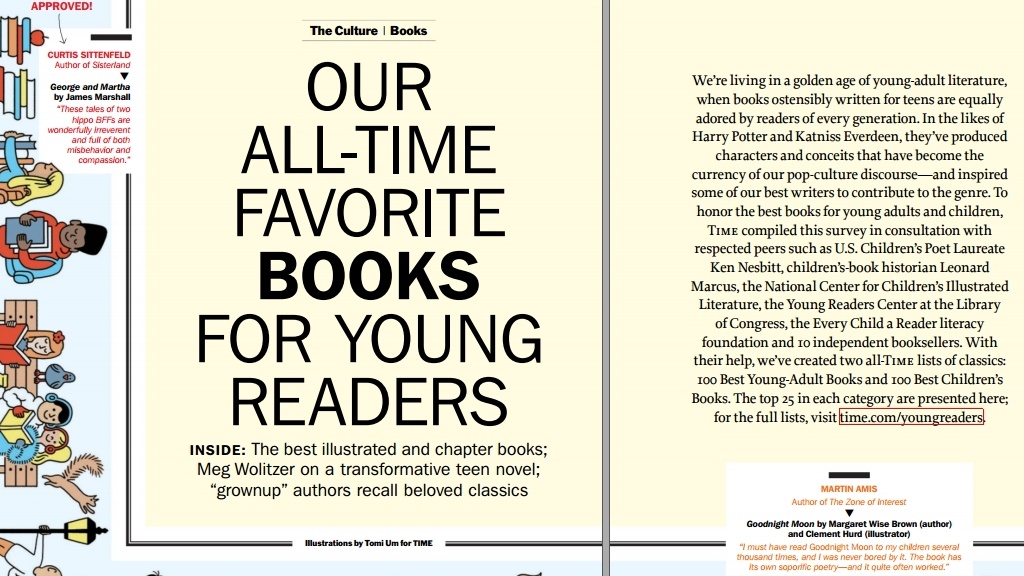 APPROVED!
CURTIS SITTENFELD
Author of Sisterland
George and Martha
by James Marshall
"These tales of two
hippo BFFs are
wonderfully irreverent
and full of both
misbehavior and
compassion."
The Culture | Books
OUR
ALL-TIME
FAVORITE
BOOKS
FOR YOUNG
READERS
INSIDE: The best illustrated and chapter books;
Meg Wolitzer on a transformative teen novel;
"grownup" authors recall beloved classics
Illustrations by Tomi Um for TIME
We're living in a golden age of young-adult literature,
when books ostensibly written for teens are equally
adored by readers of every generation. In the likes of
Harry Potter and Katniss Everdeen, they've produced
characters and conceits that have become the
currency of our pop-culture discourse—and inspired
some of our best writers to contribute to the genre. To
honor the best books for young adults and children,
TIME compiled this survey in consultation with
respected peers such as U.S. Children's Poet Laureate
Ken Nesbitt, children's-book historian Leonard
Marcus, the National Center for Children's Illustrated
Literature, the Young Readers Center at the Library
of Congress, the Every Child a Reader literacy
foundation and 10 independent booksellers. With
their help, we've created two all-TIME lists of classics:
100 Best Young-Adult Books and 100 Best Children's
Books. The top 25 in each category are presented here;
for the full lists, visit time.com/youngreaders.
MARTIN AMIS
Author of The Zone of Interest
Goodnight Moon by Margaret Wise Brown (author)
and Clement Hurd (illustrator)
"I must have read Goodnight Moon to my children several
thousand times, and I was never bored by it. The book has
its own soporific poetry—and it quite often worked."